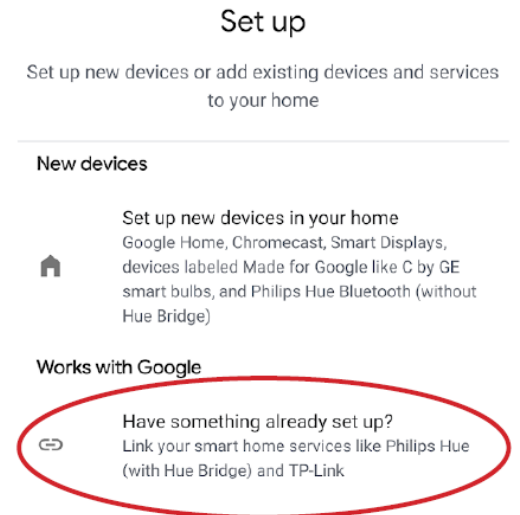 Set up
Set up new devices or add existing devices and services
to your home
New devices
Set up new devices in your home
Google Home, Chromecast, Smart Displays,
devices labeled Made for Google like C by GE
smart bulbs, and Philips Hue Bluetooth (without
Hue Bridge)
Works with Google
Have something already set up?
Link your smart home services like Philips Hue
(with Hue Bridge) and TP-Link